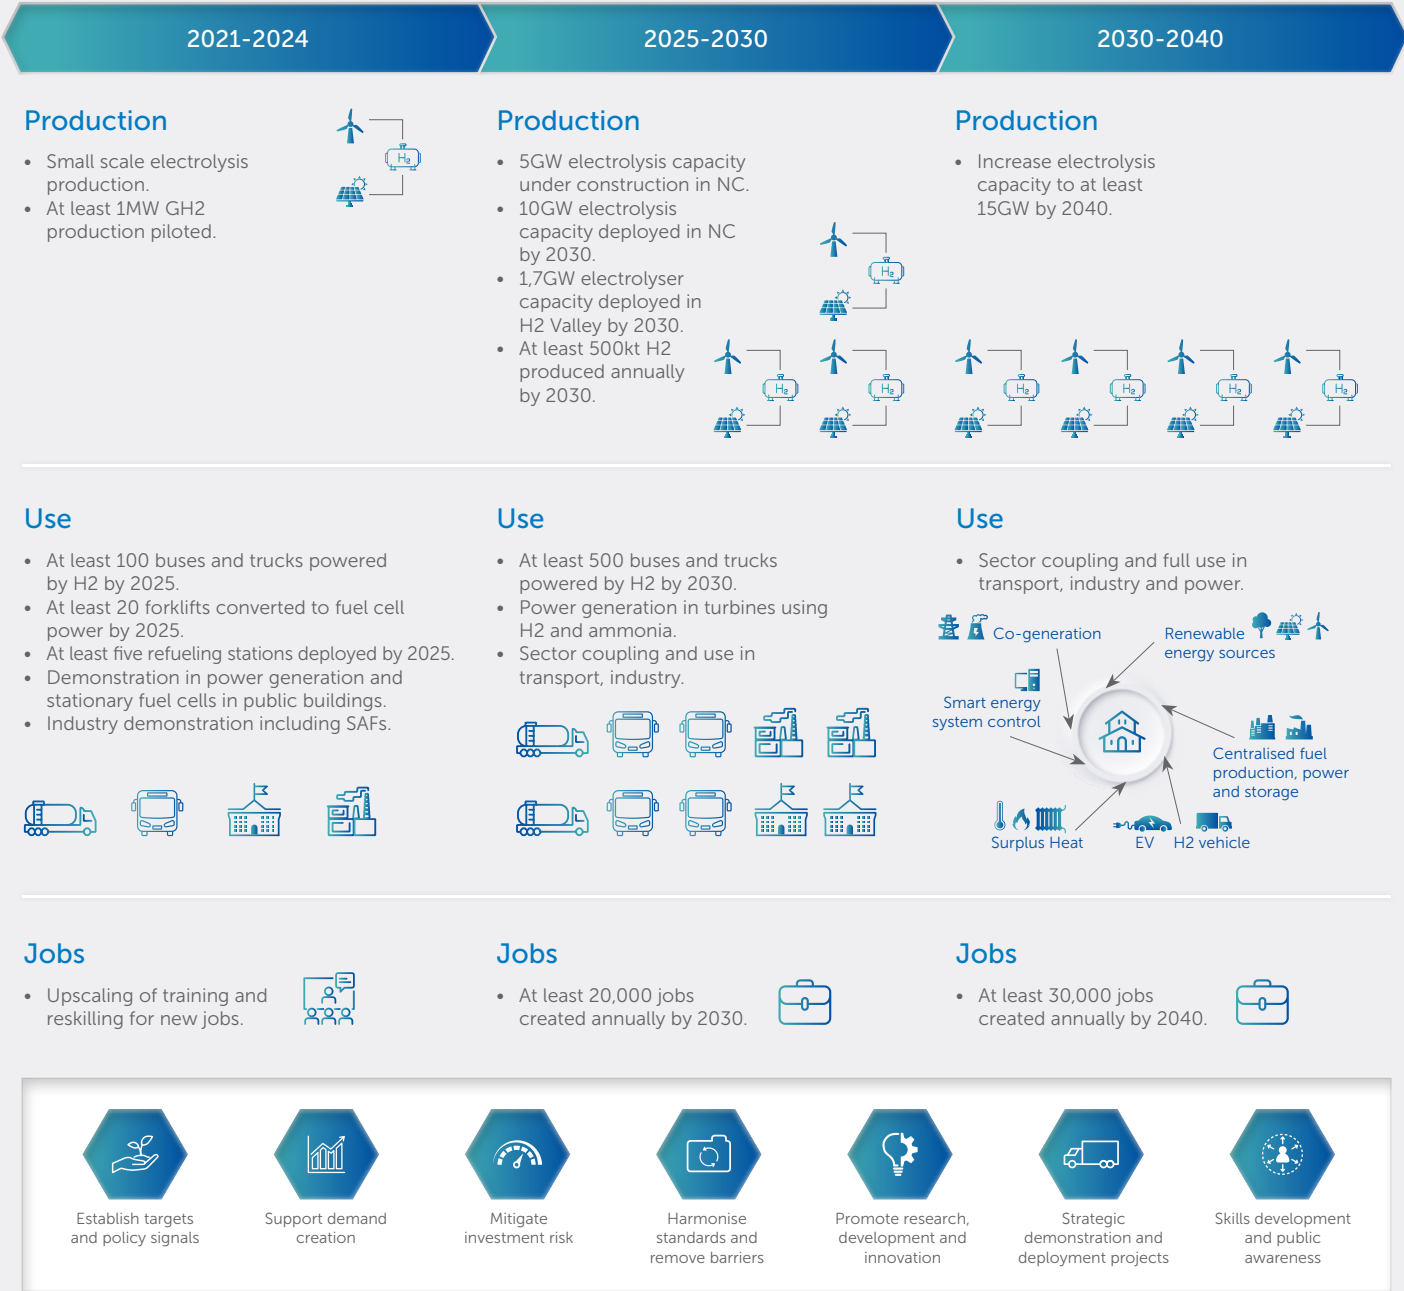 2021-2024
2025-2030
2030-2040
Production
• Small scale electrolysis
production.
• At least 1MW GH2
production piloted.
H2
Production
• 5GW electrolysis capacity
under construction in NC.
• 10GW electrolysis
capacity deployed in NC
by 2030.
• 1,7GW electrolyser
capacity deployed in
H2 Valley by 2030.
• At least 500kt H2
produced annually
by 2030.
H2
H2
H2
Production
• Increase electrolysis
capacity to at least
15GW by 2040.
H2
H2
H2
H2
Use
• At least 100 buses and trucks powered
by H2 by 2025.
• At least 20 forklifts converted to fuel cell
power by 2025.
• At least five refueling stations deployed by 2025.
• Demonstration in power generation and
stationary fuel cells in public buildings.
• Industry demonstration including SAFs.
Use
• At least 500 buses and trucks
powered by H2 by 2030.
• Power generation in turbines using
H2 and ammonia.
• Sector coupling and use in
transport, industry.
Use
• Sector coupling and full use in
transport, industry and power.
Co-generation
Renewable
energy sources
Smart energy
system control
Centralised fuel
production, power
and storage
Surplus Heat
EV
H2 vehicle
Jobs
• Upscaling of training and
reskilling for new jobs.
Jobs
• At least 20,000 jobs
created annually by 2030.
Jobs
• At least 30,000 jobs
created annually by 2040.
Establish targets
and policy signals
Support demand
creation
Mitigate
investment risk
Harmonise
standards and
remove barriers
Promote research,
development and
innovation
Strategic
demonstration and
deployment projects
Skills development
and public
awareness